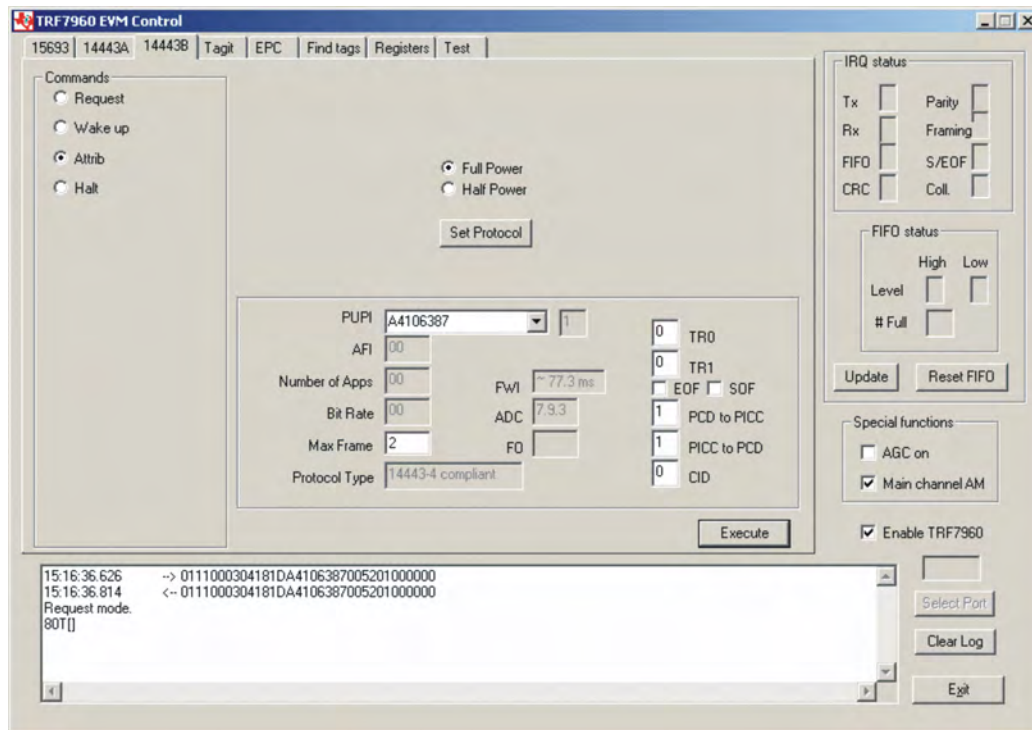 TRF7960 EVM Control
15693 14443A 14443B Tagit EPC Find tags Registers Test
Commands
Request
Wake up
Attrib
Halt
Full Power
Half Power
Set Protocol
PUPI A4106387 1
AFI 00
Number of Apps 00
Bit Rate 00
Max Frame 2
Protocol Type 14443-4 compliant
FWI ~ 77.3 ms
ADC 7.9.3
FO
0 TR0
0 TR1
EOF SOF
1 PCD to PICC
1 PICC to PCD
0 CID
Execute
IRQ status
Tx Parity
Rx Framing
FIFO S/EOF
CRC Coll.
FIFO status
High Low
Level
# Full
Update Reset FIFO
Special functions
AGC on
Main channel AM
Enable TRF7960
Select Port
Clear Log
Exit
15:16:36.626 --> 0111000304181DA4106387005201000000
15:16:36.814 <-- 0111000304181DA4106387005201000000
Request mode.
80T[]